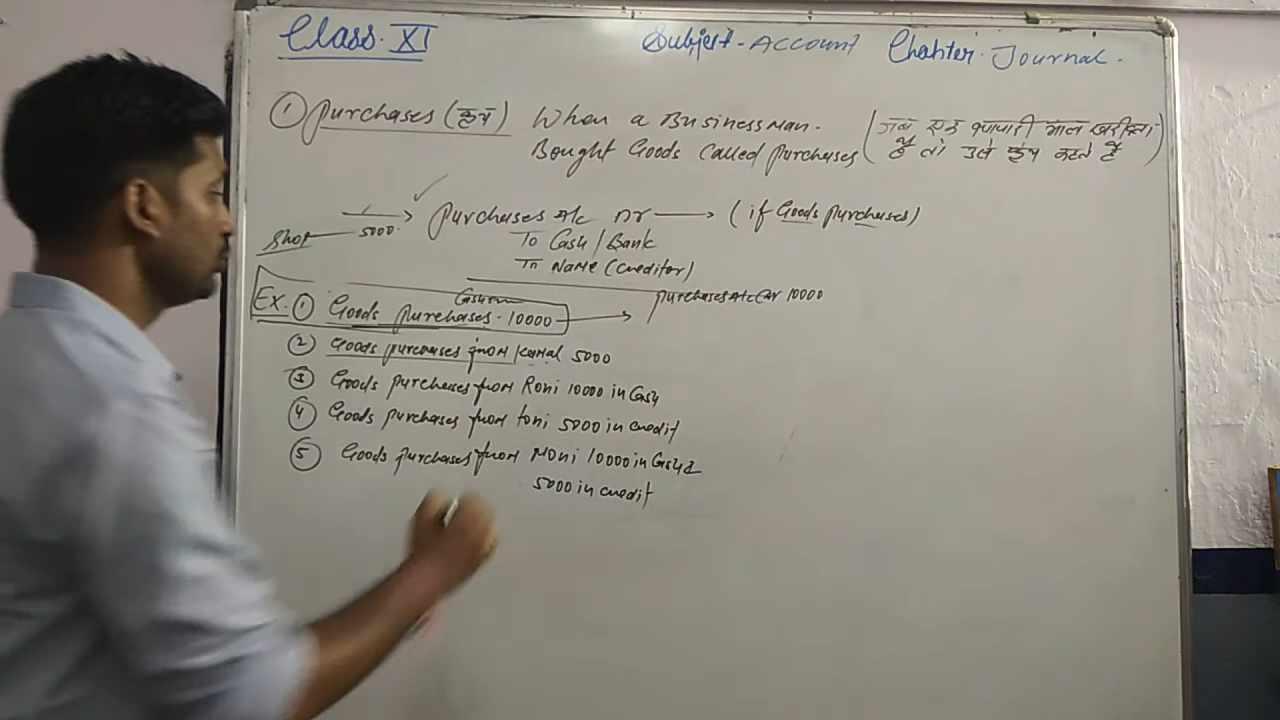 Class. XI
Subject - Account Chapter. Journal.
① Purchases (क्रय) When a Businessman.
Bought Goods Called Purchases
(जब एक व्यापारी माल खरीदता
है तो उसे क्रय कहते है)
Shop 5000. Purchases A/c Dr (if Goods Purchases)
To Cash / Bank
To Name (Creditor)
Ex. ① Goods Purchases. 10000 Purchases A/c Dr 10000
② Goods purchases from Kamal 5000
③ Goods purchases from Roni 10000 in Cash
④ Goods purchases from Toni 5000 in credit
⑤ Goods purchases from Moni 10000 in Cash &
5000 in credit